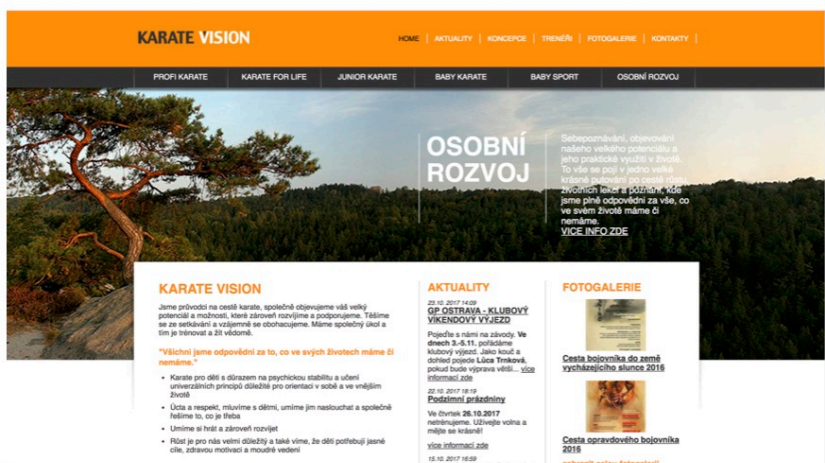 KARATE VISION
HOME | AKTUALITY | KONCEPCE | TRENÉŘI | FOTOGALERIE | KONTAKTY |
PROFI KARATE
KARATE FOR LIFE
JUNIOR KARATE
BABY KARATE
BABY SPORT
OSOBNÍ ROZVOJ
OSOBNÍ
ROZVOJ
Sebepoznávání, objevování
našeho velkého potenciálu a
jeho praktické využití v životě.
To vše se pojí v jedno velké
krásné putování po cestě růstu,
životních lekcí a poznání, kde
jsme plně odpovědní za vše, co
ve svém životě máme či
nemáme.
VICE INFO ZDE
KARATE VISION
Jsme průvodci na cestě karate, společně objevujeme váš velký
potenciál a možnosti, které zároveň rozvíjíme a podporujeme. Těšíme
se ze setkávání a vzájemně se obohacujeme. Máme společný úkol a
tím je trénovat a žít vědomě.
"Všichni jsme odpovědni za to, co ve svých životech máme či
nemáme."
• Karate pro děti s důrazem na psychickou stabilitu a učení
univerzálních principů důležité pro orientaci v sobě a ve vnějším
životě
• Úcta a respekt, mluvíme s dětmi, umíme jim naslouchat a společně
řešíme to, co je třeba
• Umíme si hrát a zároveň rozvíjet
• Růst je pro nás velmi důležitý a také víme, že děti potřebují jasné
cíle, zdravou motivaci a moudré vedení
AKTUALITY
23.10. 2017 14:09
GP OSTRAVA - KLUBOVÝ
VÍKENDOVÝ VÝJEZD
Pojeďte s námi na závody. Ve
dnech 3.-5.11. pořádáme
klubový výjezd. Jako kouč a
dohled pojede Lúca Trnková,
pokud bude výprava větší... více
informací zde
22.10. 2017 18:19
Podzimní prázdniny
Ve čtvrtek 26.10.2017
netrénujeme. Užívejte volna a
mějte se krásně!
více informací zde
15.10. 2017 16:59
FOTOGALERIE
Cesta bojovníka do země
vycházejícího slunce 2016
Cesta opravdového bojovníka
2016